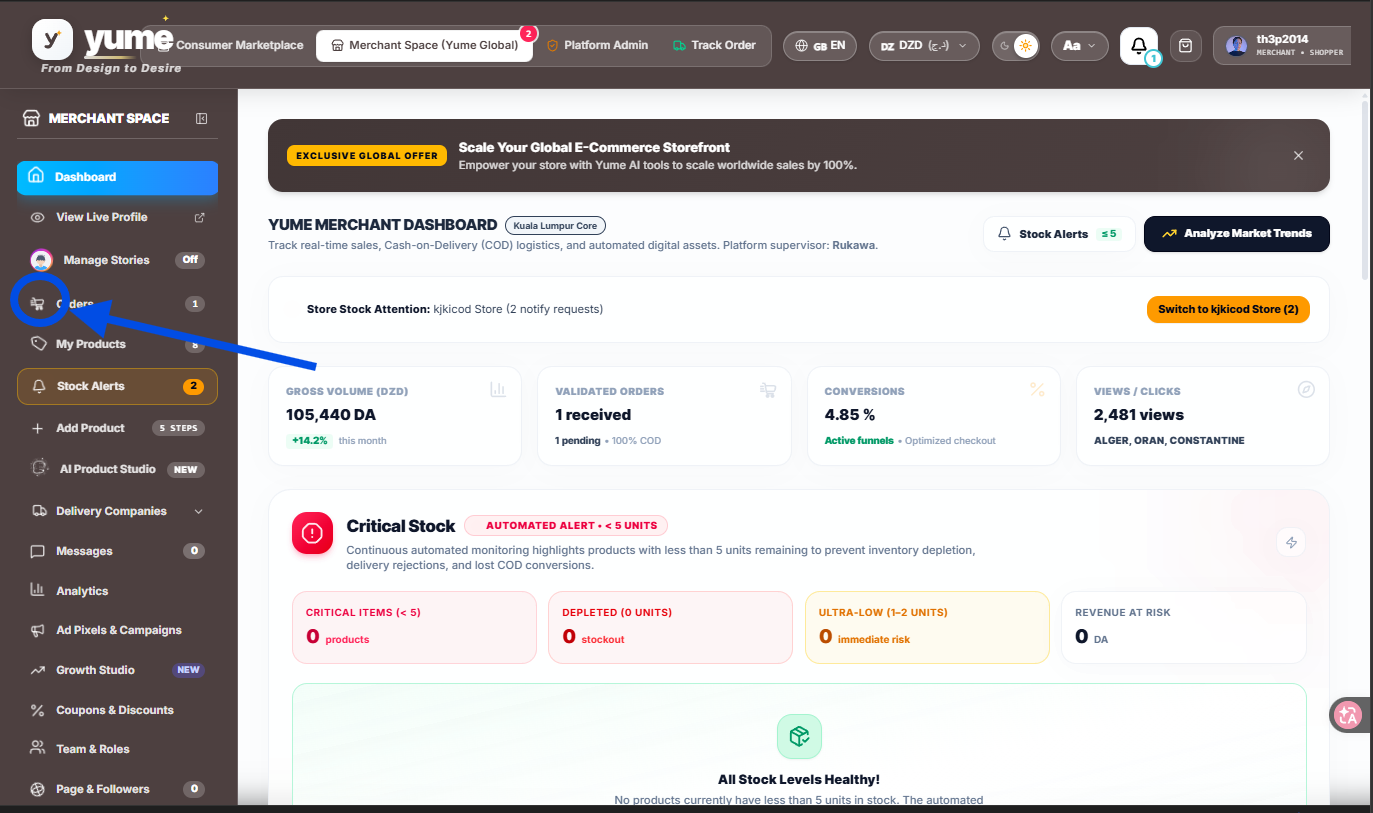 yume
From Design to Desire
Consumer Marketplace
Merchant Space (Yume Global)
2
Platform Admin
Track Order
GB EN
DZ DZD (د.ج)
Aa
1
th3p2014
MERCHANT • SHOPPER
MERCHANT SPACE
Dashboard
View Live Profile
Manage Stories
Off
Orders
1
My Products
8
Stock Alerts
2
Add Product
5 STEPS
AI Product Studio
NEW
Delivery Companies
Messages
0
Analytics
Ad Pixels & Campaigns
Growth Studio
NEW
Coupons & Discounts
Team & Roles
Page & Followers
0
EXCLUSIVE GLOBAL OFFER
Scale Your Global E-Commerce Storefront
Empower your store with Yume AI tools to scale worldwide sales by 100%.
YUME MERCHANT DASHBOARD
Kuala Lumpur Core
Track real-time sales, Cash-on-Delivery (COD) logistics, and automated digital assets. Platform supervisor: Rukawa.
Stock Alerts
≤ 5
Analyze Market Trends
Store Stock Attention: kjkicod Store (2 notify requests)
Switch to kjkicod Store (2)
GROSS VOLUME (DZD)
105,440 DA
+14.2% this month
VALIDATED ORDERS
1 received
1 pending • 100% COD
CONVERSIONS
4.85 %
Active funnels • Optimized checkout
VIEWS / CLICKS
2,481 views
ALGER, ORAN, CONSTANTINE
Critical Stock
AUTOMATED ALERT • < 5 UNITS
Continuous automated monitoring highlights products with less than 5 units remaining to prevent inventory depletion,
delivery rejections, and lost COD conversions.
CRITICAL ITEMS (< 5)
0 products
DEPLETED (0 UNITS)
0 stockout
ULTRA-LOW (1–2 UNITS)
0 immediate risk
REVENUE AT RISK
0 DA
All Stock Levels Healthy!
No products currently have less than 5 units in stock. The automated